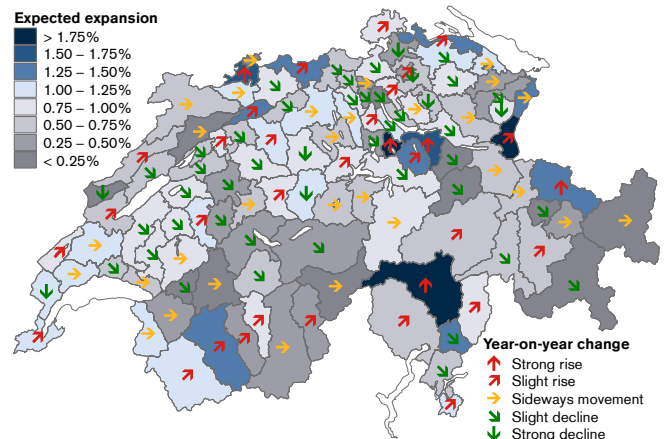 Expected expansion
> 1.75%
1.50 – 1.75%
1.25 – 1.50%
1.00 – 1.25%
0.75 – 1.00%
0.50 – 0.75%
0.25 – 0.50%
< 0.25%
Year-on-year change
Strong rise
Slight rise
Sideways movement
Slight decline
Strong decline